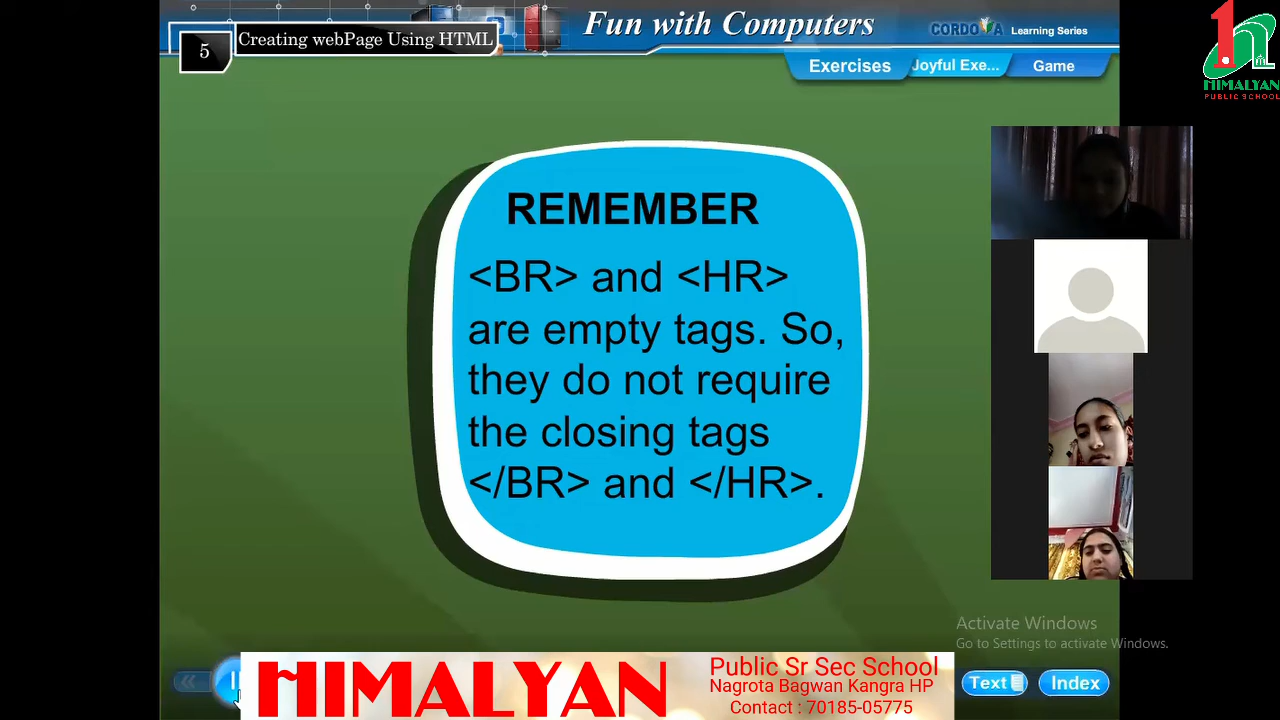 5
Creating webPage Using HTML
Fun with Computers
CORDOVA Learning Series
Exercises
Joyful Exe...
Game
HIMALYAN
PUBLIC SCHOOL
REMEMBER
<BR> and <HR>
are empty tags. So,
they do not require
the closing tags
</BR> and </HR>.
Activate Windows
Go to Settings to activate Windows.
HIMALYAN
Public Sr Sec School
Nagrota Bagwan Kangra HP
Contact : 70185-05775
Text
Index